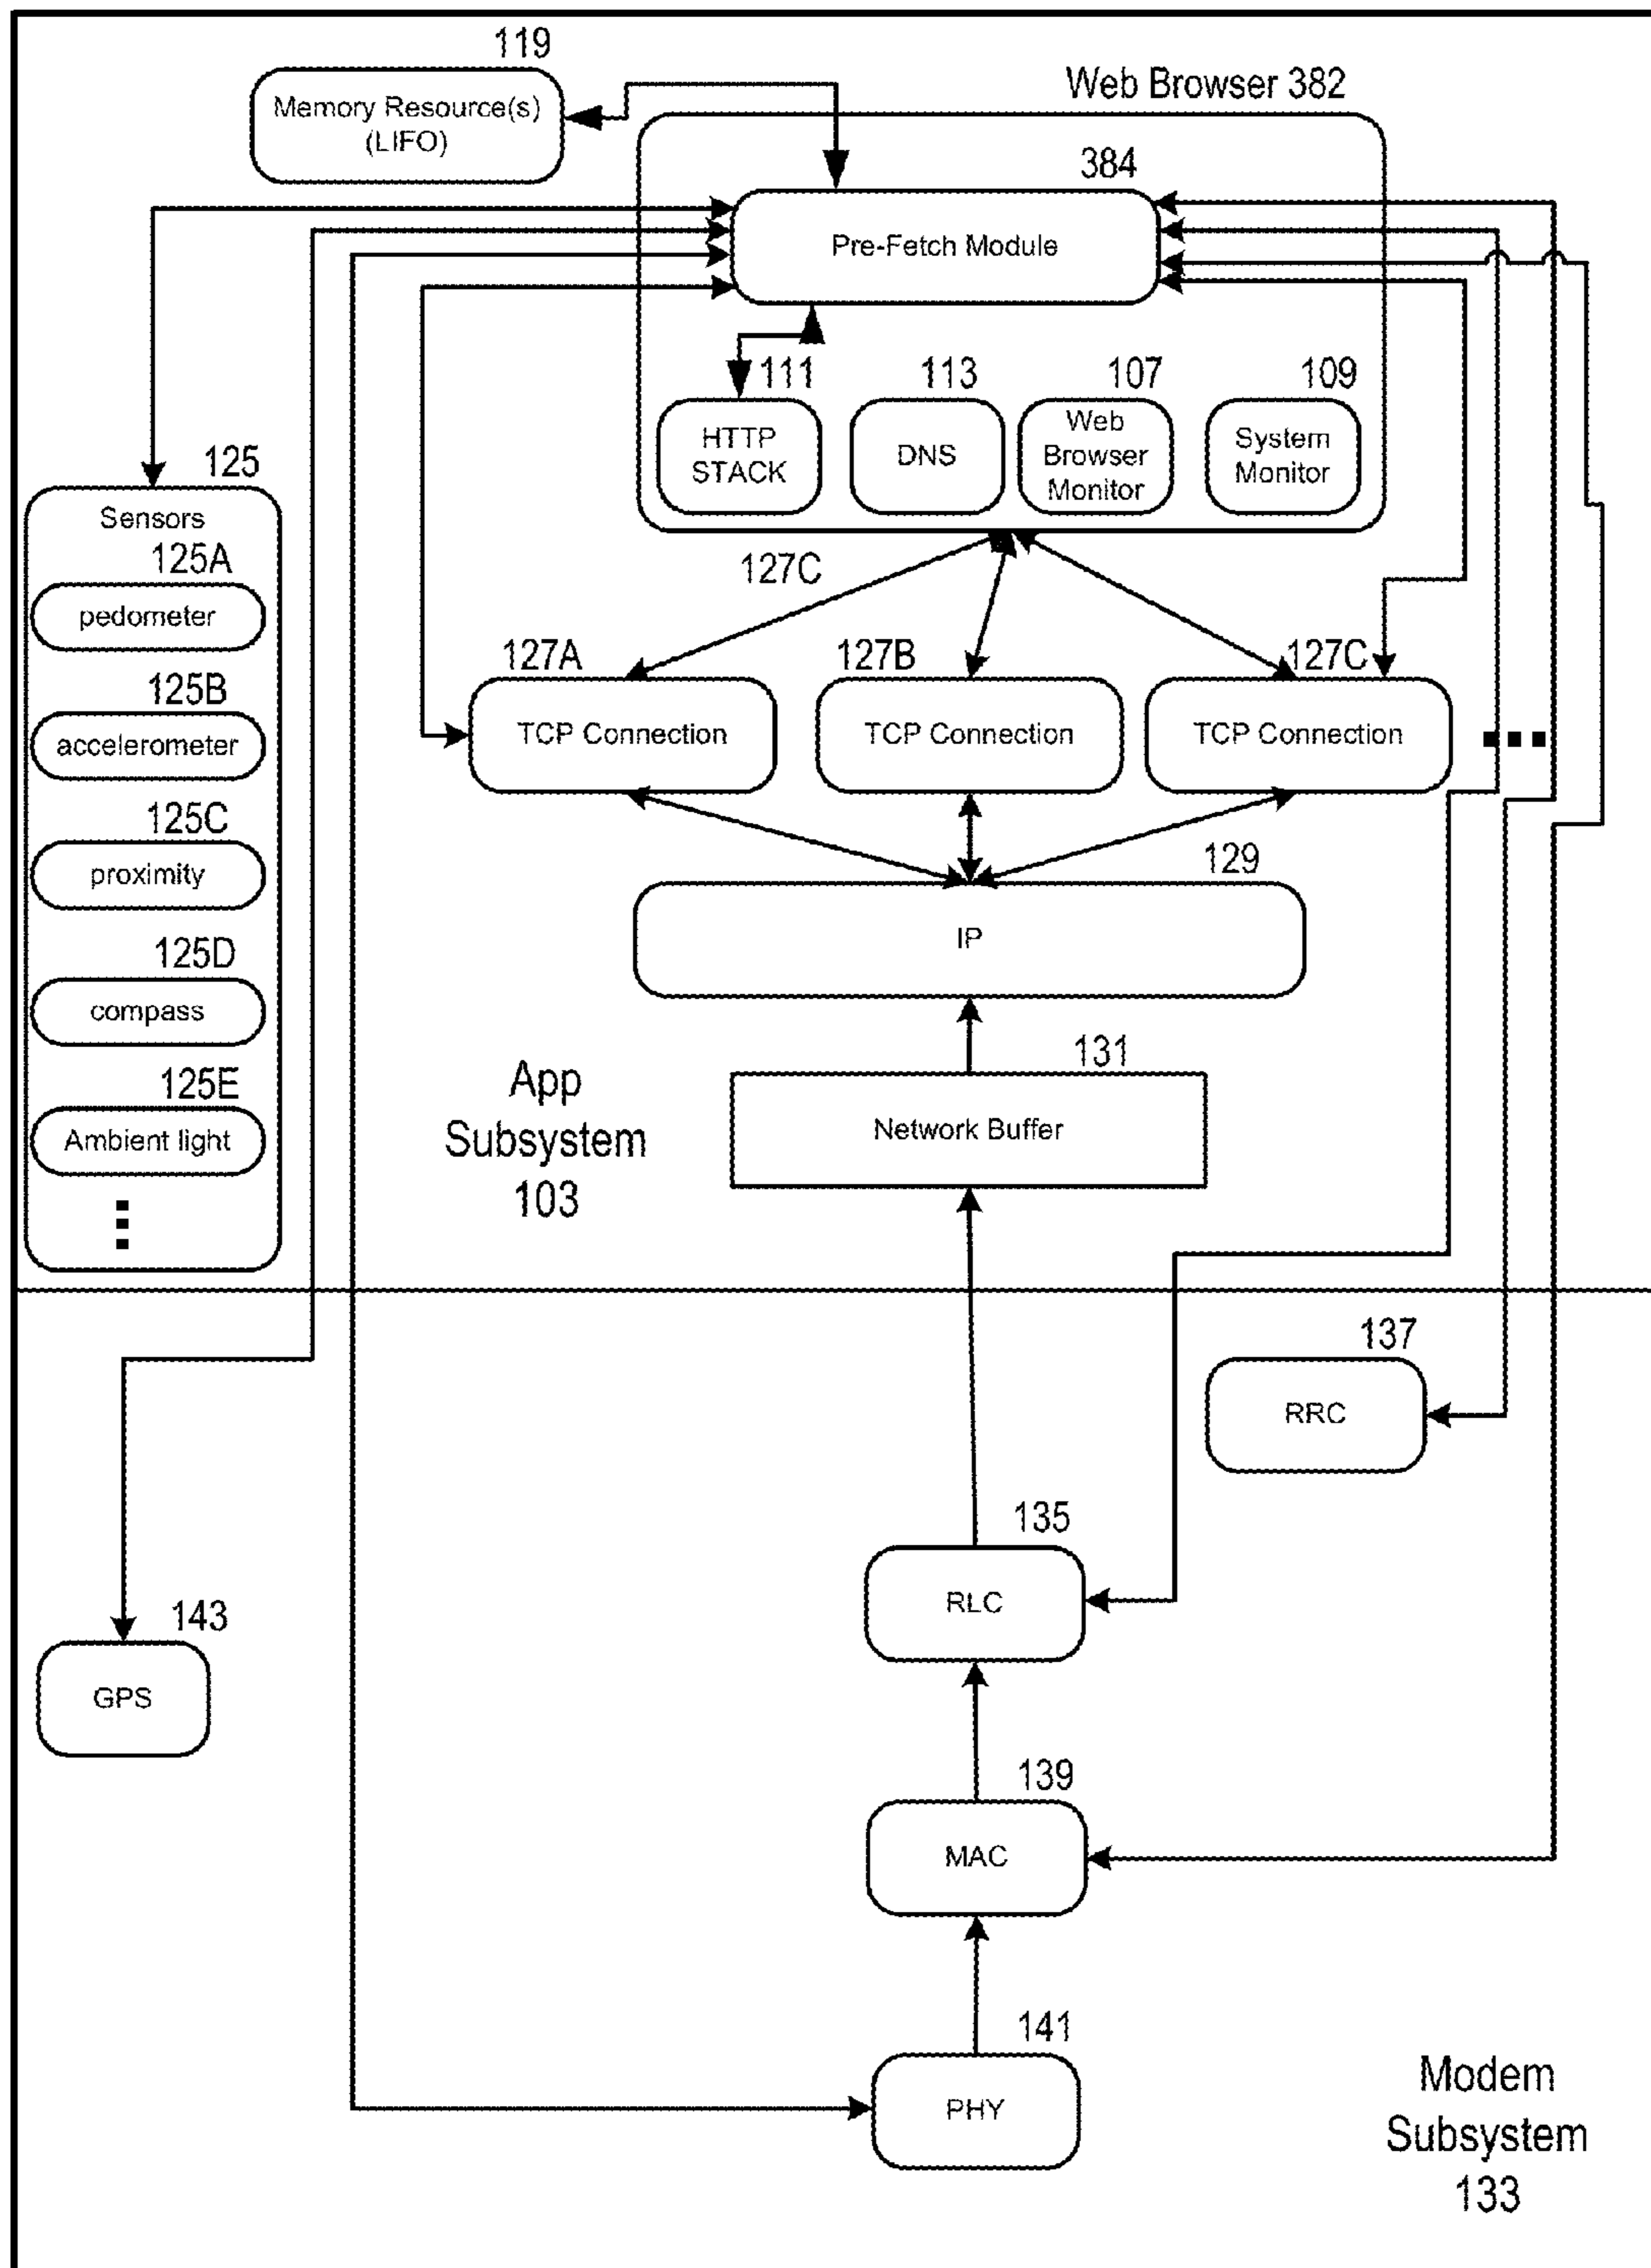 119
Memory Resource(s)
(LIFO)
Web Browser 382
384
Pre-Fetch Module
111
113
107
109
HTTP
STACK
DNS
Web
Browser
Monitor
System
Monitor
125
Sensors
125A
pedometer
125B
accelerometer
125C
proximity
125D
compass
125E
Ambient light
127C
127A
127B
127C
TCP Connection
TCP Connection
TCP Connection
129
IP
131
Network Buffer
App
Subsystem
103
137
RRC
135
RLC
143
GPS
139
MAC
141
PHY
Modem
Subsystem
133